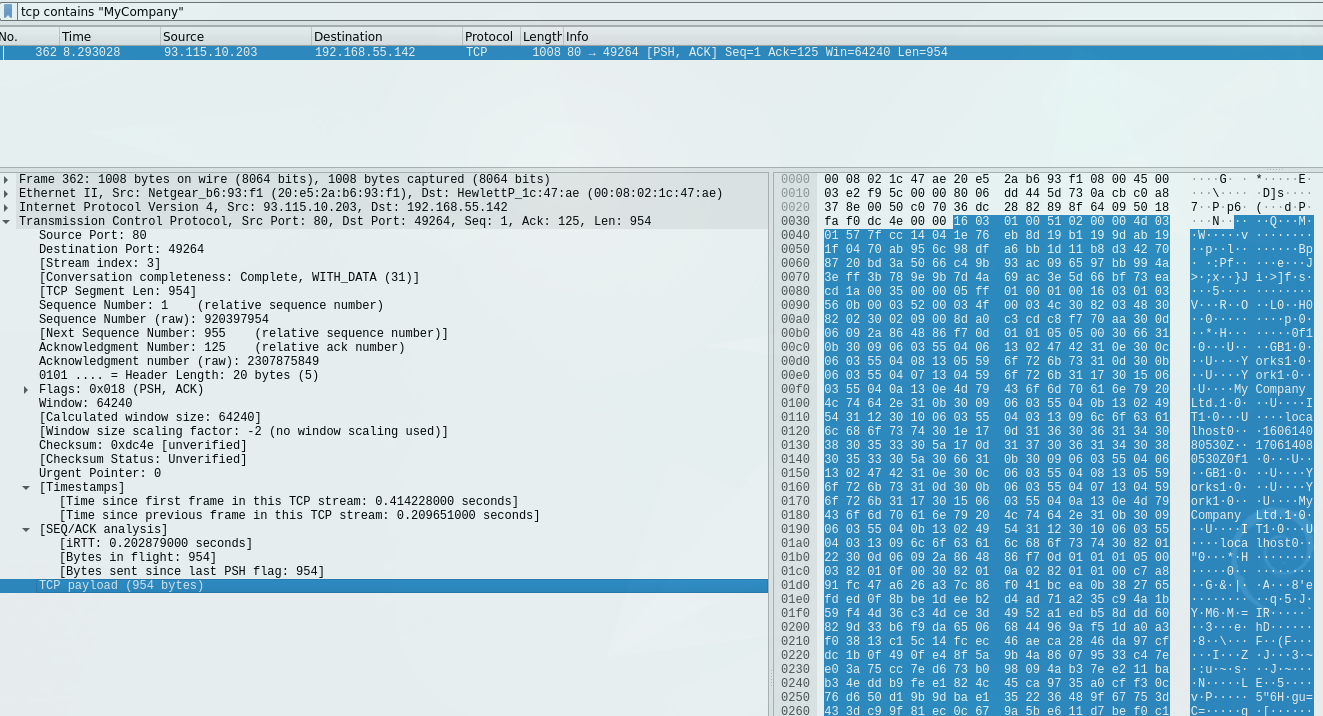 tcp contains "MyCompany"
No. Time Source Destination Protocol Length Info
362 8.293028 93.115.10.203 192.168.55.142 TCP 1008 80 → 49264 [PSH, ACK] Seq=1 Ack=125 Win=64240 Len=954
Frame 362: 1008 bytes on wire (8064 bits), 1008 bytes captured (8064 bits)
Ethernet II, Src: Netgear_b6:93:f1 (20:e5:2a:b6:93:f1), Dst: HewlettP_1c:47:ae (00:08:02:1c:47:ae)
Internet Protocol Version 4, Src: 93.115.10.203, Dst: 192.168.55.142
Transmission Control Protocol, Src Port: 80, Dst Port: 49264, Seq: 1, Ack: 125, Len: 954
Source Port: 80
Destination Port: 49264
[Stream index: 3]
[Conversation completeness: Complete, WITH_DATA (31)]
[TCP Segment Len: 954]
Sequence Number: 1    (relative sequence number)
Sequence Number (raw): 920397954
[Next Sequence Number: 955    (relative sequence number)]
Acknowledgment Number: 125    (relative ack number)
Acknowledgment number (raw): 2307875849
0101 .... = Header Length: 20 bytes (5)
Flags: 0x018 (PSH, ACK)
Window: 64240
[Calculated window size: 64240]
[Window size scaling factor: -2 (no window scaling used)]
Checksum: 0xdc4e [unverified]
[Checksum Status: Unverified]
Urgent Pointer: 0
[Timestamps]
[Time since first frame in this TCP stream: 0.414228000 seconds]
[Time since previous frame in this TCP stream: 0.209651000 seconds]
[SEQ/ACK analysis]
[iRTT: 0.202879000 seconds]
[Bytes in flight: 954]
[Bytes sent since last PSH flag: 954]
TCP payload (954 bytes)
0000 00 08 02 1c 47 ae 20 e5 2a b6 93 f1 08 00 45 00 ····G· ·*·····E·
0010 03 e2 f9 5c 00 00 80 06 dd 44 5d 73 0a cb c0 a8 ···\·····D]s····
0020 37 8e 00 50 c0 70 36 dc 28 82 89 8f 64 09 50 18 7··P·p6·(···d·P·
0030 fa f0 dc 4e 00 00 16 03 01 00 51 02 00 00 4d 03 ···N······Q···M·
0040 01 57 7f cc 14 04 1e 76 eb 8d 19 b1 19 9d ab 19 ·W·····v········
0050 1f 04 70 ab 95 6c 98 df a6 bb 1d 11 b8 d3 42 70 ··p··l········Bp
0060 87 20 bd 3a 50 66 c4 9b 93 ac 09 65 97 bb 99 4a · ·:Pf·····e···J
0070 3e ff 3b 78 9e 9b 7d 4a 69 ac 3e 5d 66 bf 73 ea >·;x··}Ji·>]f·s·
0080 cd 1a 00 35 00 00 05 ff 01 00 01 00 16 03 01 03 ···5············
0090 56 0b 00 03 52 00 03 4f 00 03 4c 30 82 03 48 30 V···R··O··L0··H0
00a0 82 02 30 02 09 00 8d a0 c3 cd c8 f7 70 aa 30 0d ··0·········p·0·
00b0 06 09 2a 86 48 86 f7 0d 01 01 05 05 00 30 66 31 ··*·H········0f1
00c0 0b 30 09 06 03 55 04 06 13 02 47 42 31 0e 30 0c ·0···U····GB1·0·
00d0 06 03 55 04 08 13 05 59 6f 72 6b 73 31 0d 30 0b ··U····Yorks1·0·
00e0 06 03 55 04 07 13 04 59 6f 72 6b 31 17 30 15 06 ··U····York1·0··
00f0 03 55 04 0a 13 0e 4d 79 43 6f 6d 70 61 6e 79 20 ·U····MyCompany
0100 4c 74 64 2e 31 0b 30 09 06 03 55 04 0b 13 02 49 Ltd.1·0···U····I
0110 54 31 12 30 10 06 03 55 04 03 13 09 6c 6f 63 61 T1·0···U····loca
0120 6c 68 6f 73 74 30 1e 17 0d 31 36 30 36 31 34 30 lhost0···1606140
0130 38 30 35 33 30 5a 17 0d 31 37 30 36 31 34 30 38 80530Z··17061408
0140 30 35 33 30 5a 30 66 31 0b 30 09 06 03 55 04 06 0530Z0f1·0···U··
0150 13 02 47 42 31 0e 30 0c 06 03 55 04 08 13 05 59 ··GB1·0···U····Y
0160 6f 72 6b 73 31 0d 30 0b 06 03 55 04 07 13 04 59 orks1·0···U····Y
0170 6f 72 6b 31 17 30 15 06 03 55 04 0a 13 0e 4d 79 ork1·0···U····My
0180 43 6f 6d 70 61 6e 79 20 4c 74 64 2e 31 0b 30 09 Company Ltd.1·0·
0190 06 03 55 04 0b 13 02 49 54 31 12 30 10 06 03 55 ··U····IT1·0···U
01a0 04 03 13 09 6c 6f 63 61 6c 68 6f 73 74 30 82 01 ····localhost0··
01b0 22 30 0d 06 09 2a 86 48 86 f7 0d 01 01 01 05 00 "0···*·H········
01c0 03 82 01 0f 00 30 82 01 0a 02 82 01 01 00 c7 a8 ·····0··········
01d0 91 fc 47 a6 26 a3 7c 86 f0 41 bc ea 0b 38 27 65 ··G·&·|··A···8'e
01e0 fd ed 0f 8b be 1d ee b2 d4 ad 71 a2 35 c9 4a 1b ··········q·5·J·
01f0 59 f4 4d 36 c3 4d ce 3d 49 52 a1 ed b5 8d dd 60 Y·M6·M·=IR·····`
0200 82 9d 33 b6 f9 da 65 06 68 44 96 9a f5 1d a0 a3 ··3···e·hD······
0210 f0 38 13 c1 5c 14 fc ec 46 ae ca 28 46 da 97 cf ·8··\···F··(F···
0220 dc 1b 0f 49 0f e4 8f 5a 9b 4a 86 07 95 33 c4 7e ···I···Z·J···3·~
0230 e0 3a 75 cc 7e d6 73 b0 98 09 4a b3 7e e2 11 ba ·:u·~·s···J·~···
0240 b3 4e dd b9 fe e1 82 4c 45 ca 97 35 a0 cf f3 0c ·N·····LE··5····
0250 76 d6 50 d1 9b 9d ba e1 35 22 36 48 9f 67 75 3d v·P·····5"6H·gu=
0260 43 3d c9 9f 81 ec 0c 67 9a 5b e6 11 d7 be f0 c1 C=·····g·[······